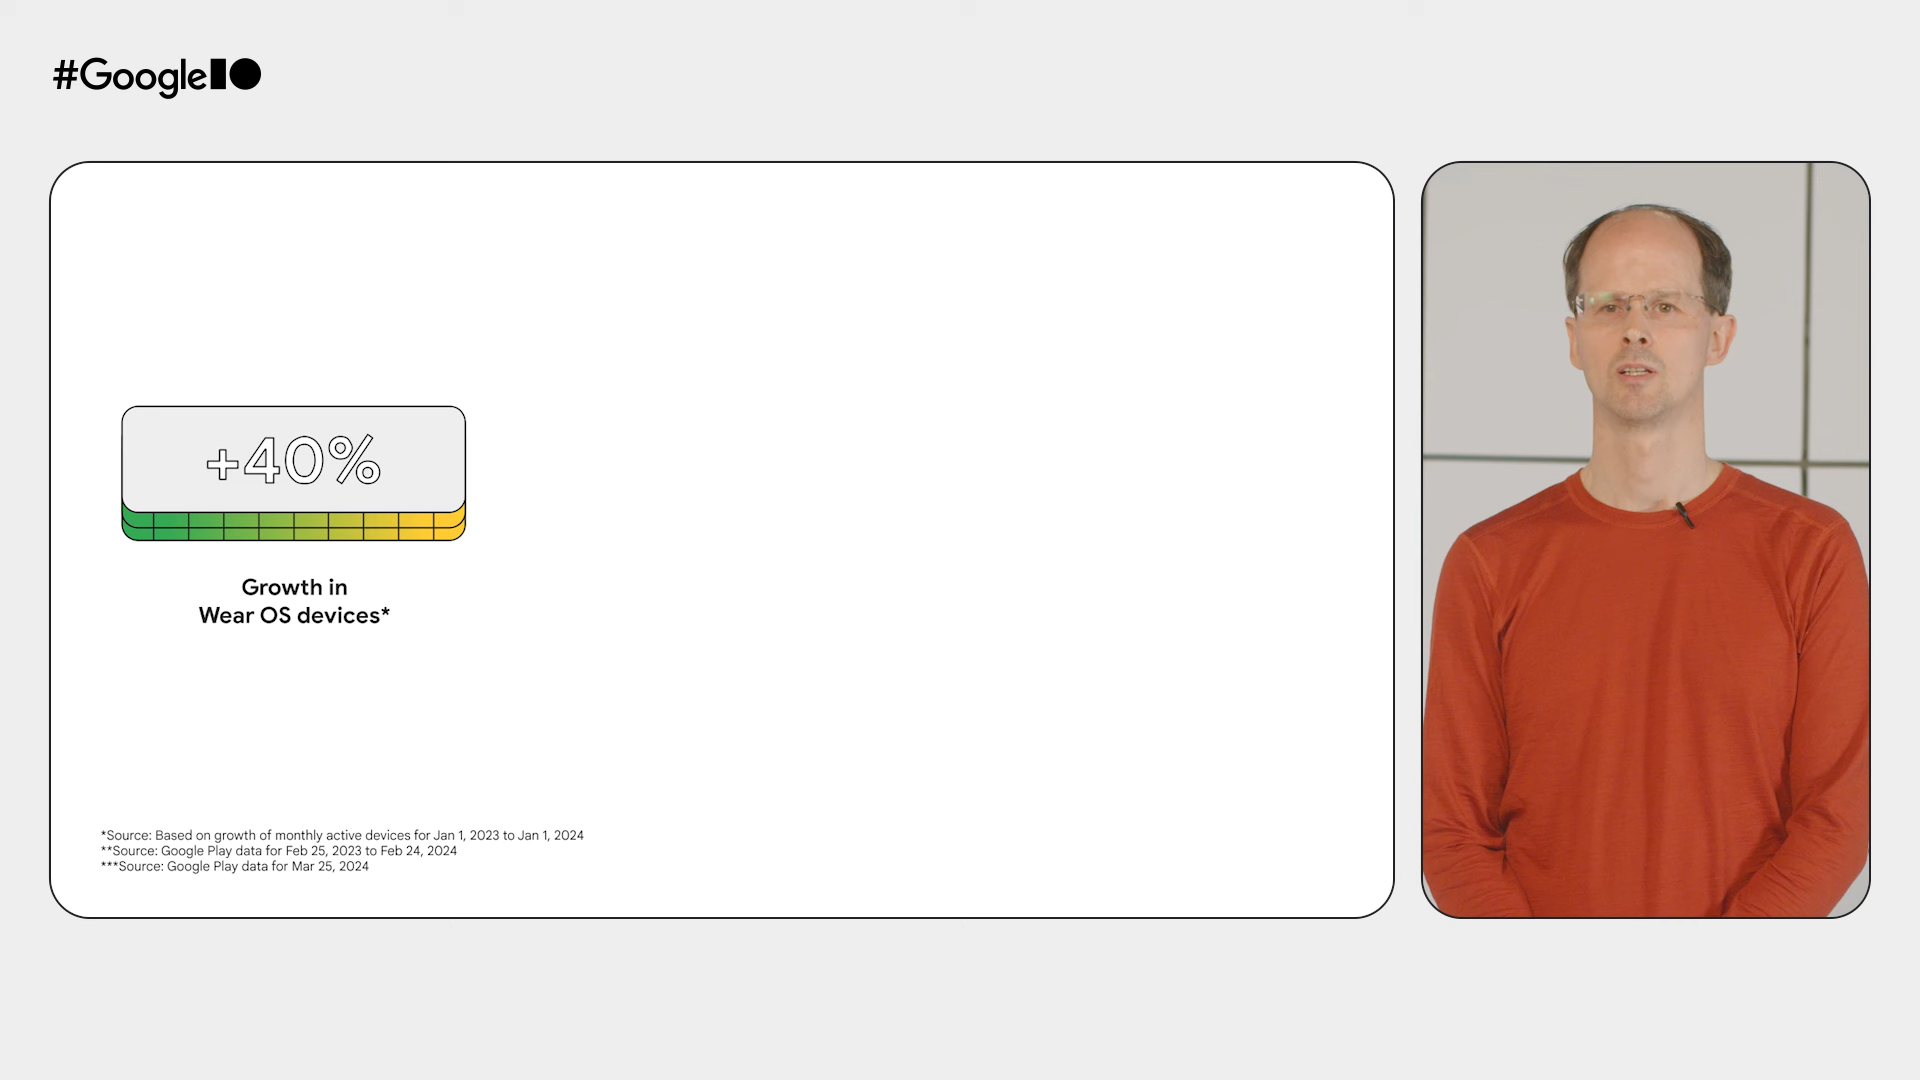 #GoogleIO
+40%
Growth in
Wear OS devices*
*Source: Based on growth of monthly active devices for Jan 1, 2023 to Jan 1, 2024
**Source: Google Play data for Feb 25, 2023 to Feb 24, 2024
***Source: Google Play data for Mar 25, 2024